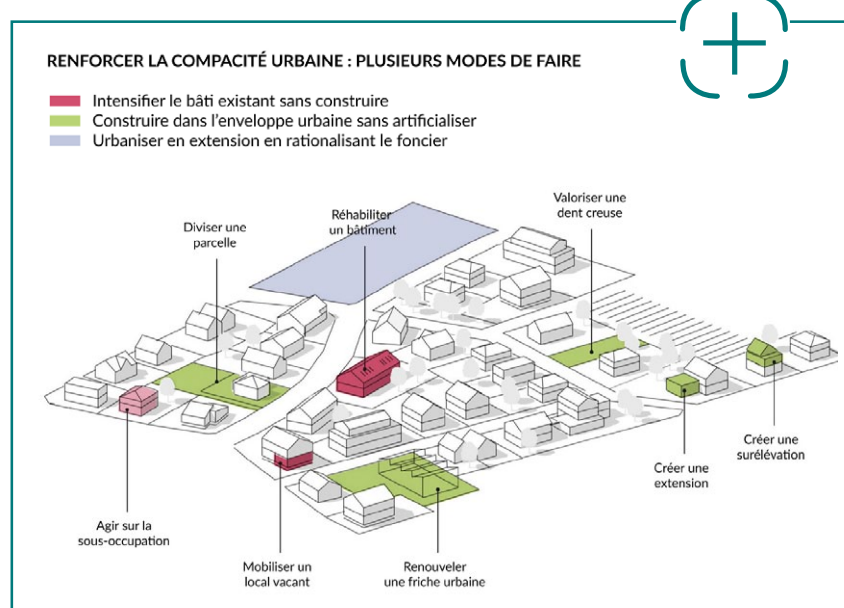 RENFORCER LA COMPACITÉ URBAINE : PLUSIEURS MODES DE FAIRE
Intensifier le bâti existant sans construire
Construire dans l'enveloppe urbaine sans artificialiser
Urbaniser en extension en rationalisant le foncier
Diviser une
parcelle
Réhabiliter
un bâtiment
Valoriser une
dent creuse
Agir sur la
sous-occupation
Mobiliser un
local vacant
Renouveler
une friche urbaine
Créer une
extension
Créer une
surélévation